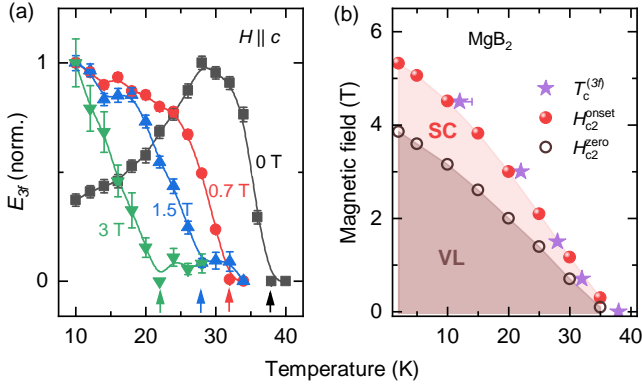 (a)
H ∥ c
E3f (norm.)
1
0
0 T
0.7 T
1.5 T
3 T
10 20 30 40
(b)
MgB2
Tc(3f)
Hc2onset
Hc2zero
SC
VL
Magnetic field (T)
6
4
2
0
0 10 20 30 40
Temperature (K)